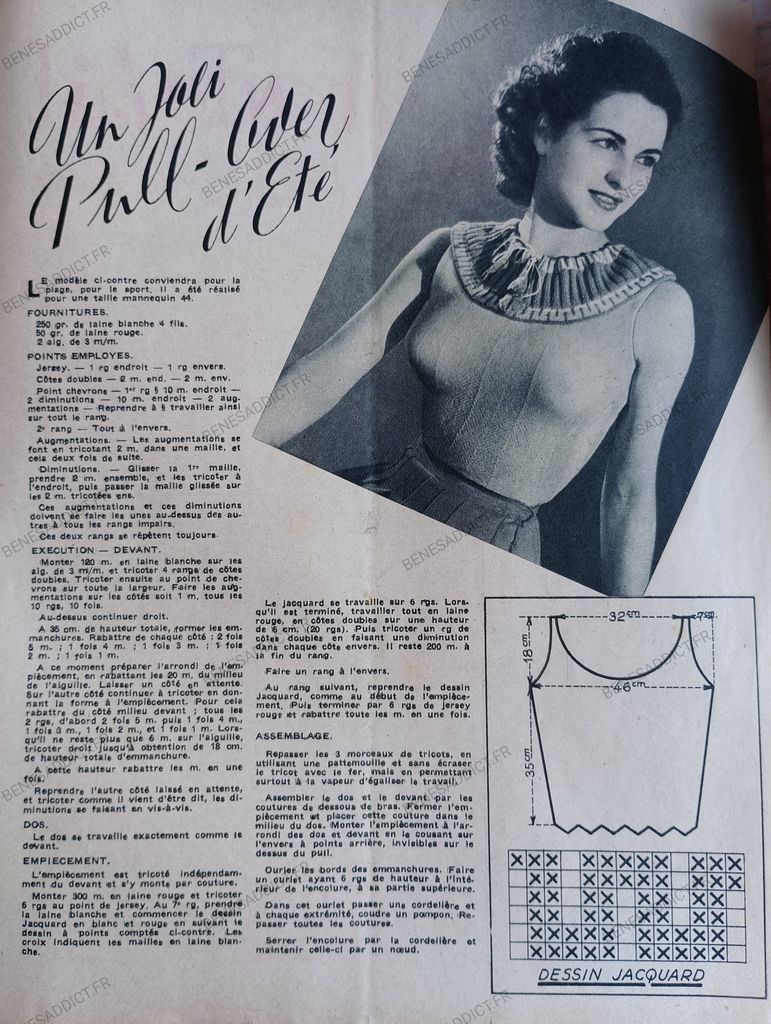 Un Joli
Pull-Over
d'Eté
LE modèle ci-contre conviendra pour la
plage, pour le sport. Il a été réalisé
pour une taille mannequin 44.
FOURNITURES.
250 gr. de laine blanche 4 fils.
50 gr. de laine rouge.
2 aig. de 3 m/m.
POINTS EMPLOYES.
Jersey. — 1 rg endroit — 1 rg envers.
Côtes doubles — 2 m. end. — 2 m. env.
Point chevrons — 1er rg § 10 m. endroit —
2 diminutions — 10 m. endroit — 2 aug-
mentations — Reprendre à § travailler ainsi
sur tout le rang.
2e rang — Tout à l'envers.
Augmentations. — Les augmentations se
font en tricotant 2 m. dans une maille, et
cela deux fois de suite.
Diminutions. — Glisser la 1re maille,
prendre 2 m. ensemble, et les tricoter à
l'endroit, puis passer la maille glissée sur
les 2 m. tricotées ens.
Ces augmentations et ces diminutions
doivent se faire les unes au-dessus des au-
tres à tous les rangs impairs.
Ces deux rangs se répètent toujours.
EXECUTION — DEVANT.
Monter 120 m. en laine blanche sur les
aig. de 3 m/m. et tricoter 4 rangs de côtes
doubles. Tricoter ensuite au point de che-
vrons sur toute la largeur. Faire les aug-
mentations sur les côtés soit 1 m. tous les
10 rgs, 10 fois.
Au-dessus continuer droit.
A 35 cm. de hauteur totale, former les em-
manchures. Rabattre de chaque côté : 2 fois
5 m. ; 1 fois 4 m. ; 1 fois 3 m. ; 1 fois
2 m. ; 1 fois 1 m.
A ce moment préparer l'arrondi de l'em-
piècement, en rabattant les 20 m. du milieu
de l'aiguille. Laisser un côté en attente.
Sur l'autre côté continuer à tricoter en don-
nant la forme à l'empiècement. Pour cela
rabattre du côté milieu devant ; tous les
2 rgs, d'abord 2 fois 5 m. puis 1 fois 4 m.,
1 fois 3 m., 1 fois 2 m., et 1 fois 1 m. Lors-
qu'il ne reste plus que 6 m. sur l'aiguille,
tricoter droit jusqu'à obtention de 18 cm.
de hauteur totale d'emmanchure.
A cette hauteur rabattre les m. en une
fois.
Reprendre l'autre côté laissé en attente,
et tricoter comme il vient d'être dit, les di-
minutions se faisant en vis-à-vis.
DOS.
Le dos se travaille exactement comme le
devant.
EMPIECEMENT.
L'empiècement est tricoté indépendam-
ment du devant et s'y monte par couture.
Monter 300 m. en laine rouge et tricoter
6 rgs au point de jersey. Au 7e rg, prendre
la laine blanche et commencer le dessin
Jacquard en blanc et rouge en suivant le
dessin à points comptés ci-contre. Les
croix indiquent les mailles en laine blan-
che.
Le jacquard se travaille sur 6 rgs. Lors-
qu'il est terminé, travailler tout en laine
rouge, en côtes doubles sur une hauteur
de 6 cm. (20 rgs). Puis tricoter un rg de
côtes doubles en faisant une diminution
dans chaque côte envers. Il reste 200 m. à
la fin du rang.
Faire un rang à l'envers.
Au rang suivant, reprendre le dessin
Jacquard, comme au début de l'empièce-
ment. Puis terminer par 6 rgs de jersey
rouge et rabattre toute les m. en une fois.
ASSEMBLAGE.
Repasser les 3 morceaux de tricots, en
utilisant une pattemouille et sans écraser
le tricot avec le fer, mais en permettant
surtout à la vapeur d'égaliser le travail.
Assembler le dos et le devant par les
coutures de dessous de bras. Fermer l'em-
piècement et placer cette couture dans le
milieu du dos. Monter l'empiècement à l'ar-
rondi des dos et devant en le cousant sur
l'envers à points arrière, invisibles sur le
dessus du pull.
Ourler les bords des emmanchures. Faire
un ourlet ayant 6 rgs de hauteur à l'inté-
rieur de l'encolure, à sa partie supérieure.
Dans cet ourlet passer une cordelière et
à chaque extrémité, coudre un pompon. Re-
passer toutes les coutures.
Serrer l'encolure par la cordelière et
maintenir celle-ci par un nœud.
32cm
7cm
18cm
46cm
35cm
DESSIN JACQUARD
BENESADDICT.FR